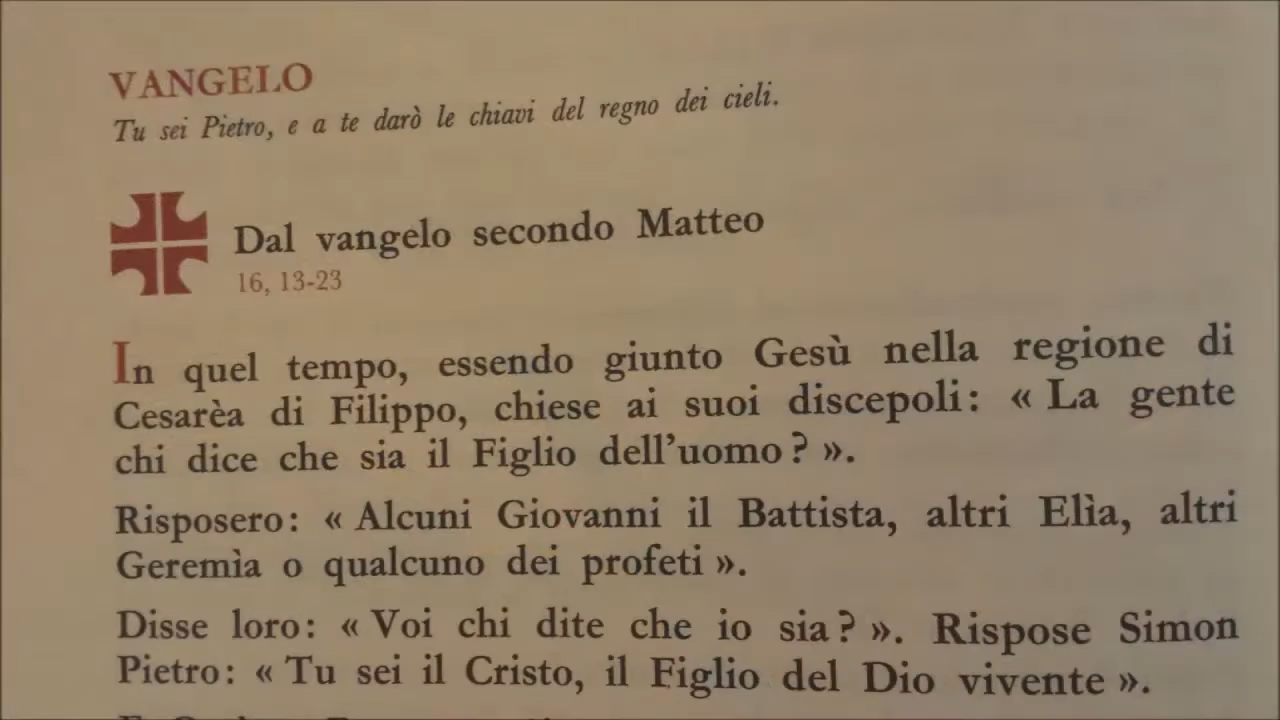 VANGELO
Tu sei Pietro, e a te darò le chiavi del regno dei cieli.
Dal vangelo secondo Matteo
16, 13-23
In quel tempo, essendo giunto Gesù nella regione di
Cesarèa di Filippo, chiese ai suoi discepoli: « La gente
chi dice che sia il Figlio dell'uomo? ».
Risposero: « Alcuni Giovanni il Battista, altri Elìa, altri
Geremìa o qualcuno dei profeti ».
Disse loro: « Voi chi dite che io sia? ». Rispose Simon
Pietro: « Tu sei il Cristo, il Figlio del Dio vivente ».